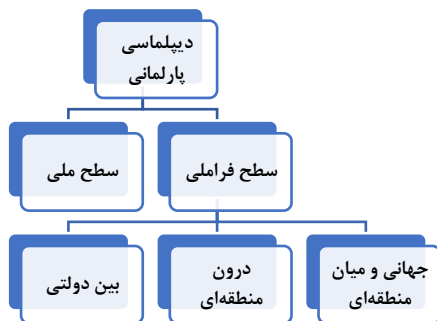 دیپلماسی
پارلمانی
سطح فراملی
سطح ملی
جهانی و میان
منطقه‌ای
درون
منطقه‌ای
بین دولتی